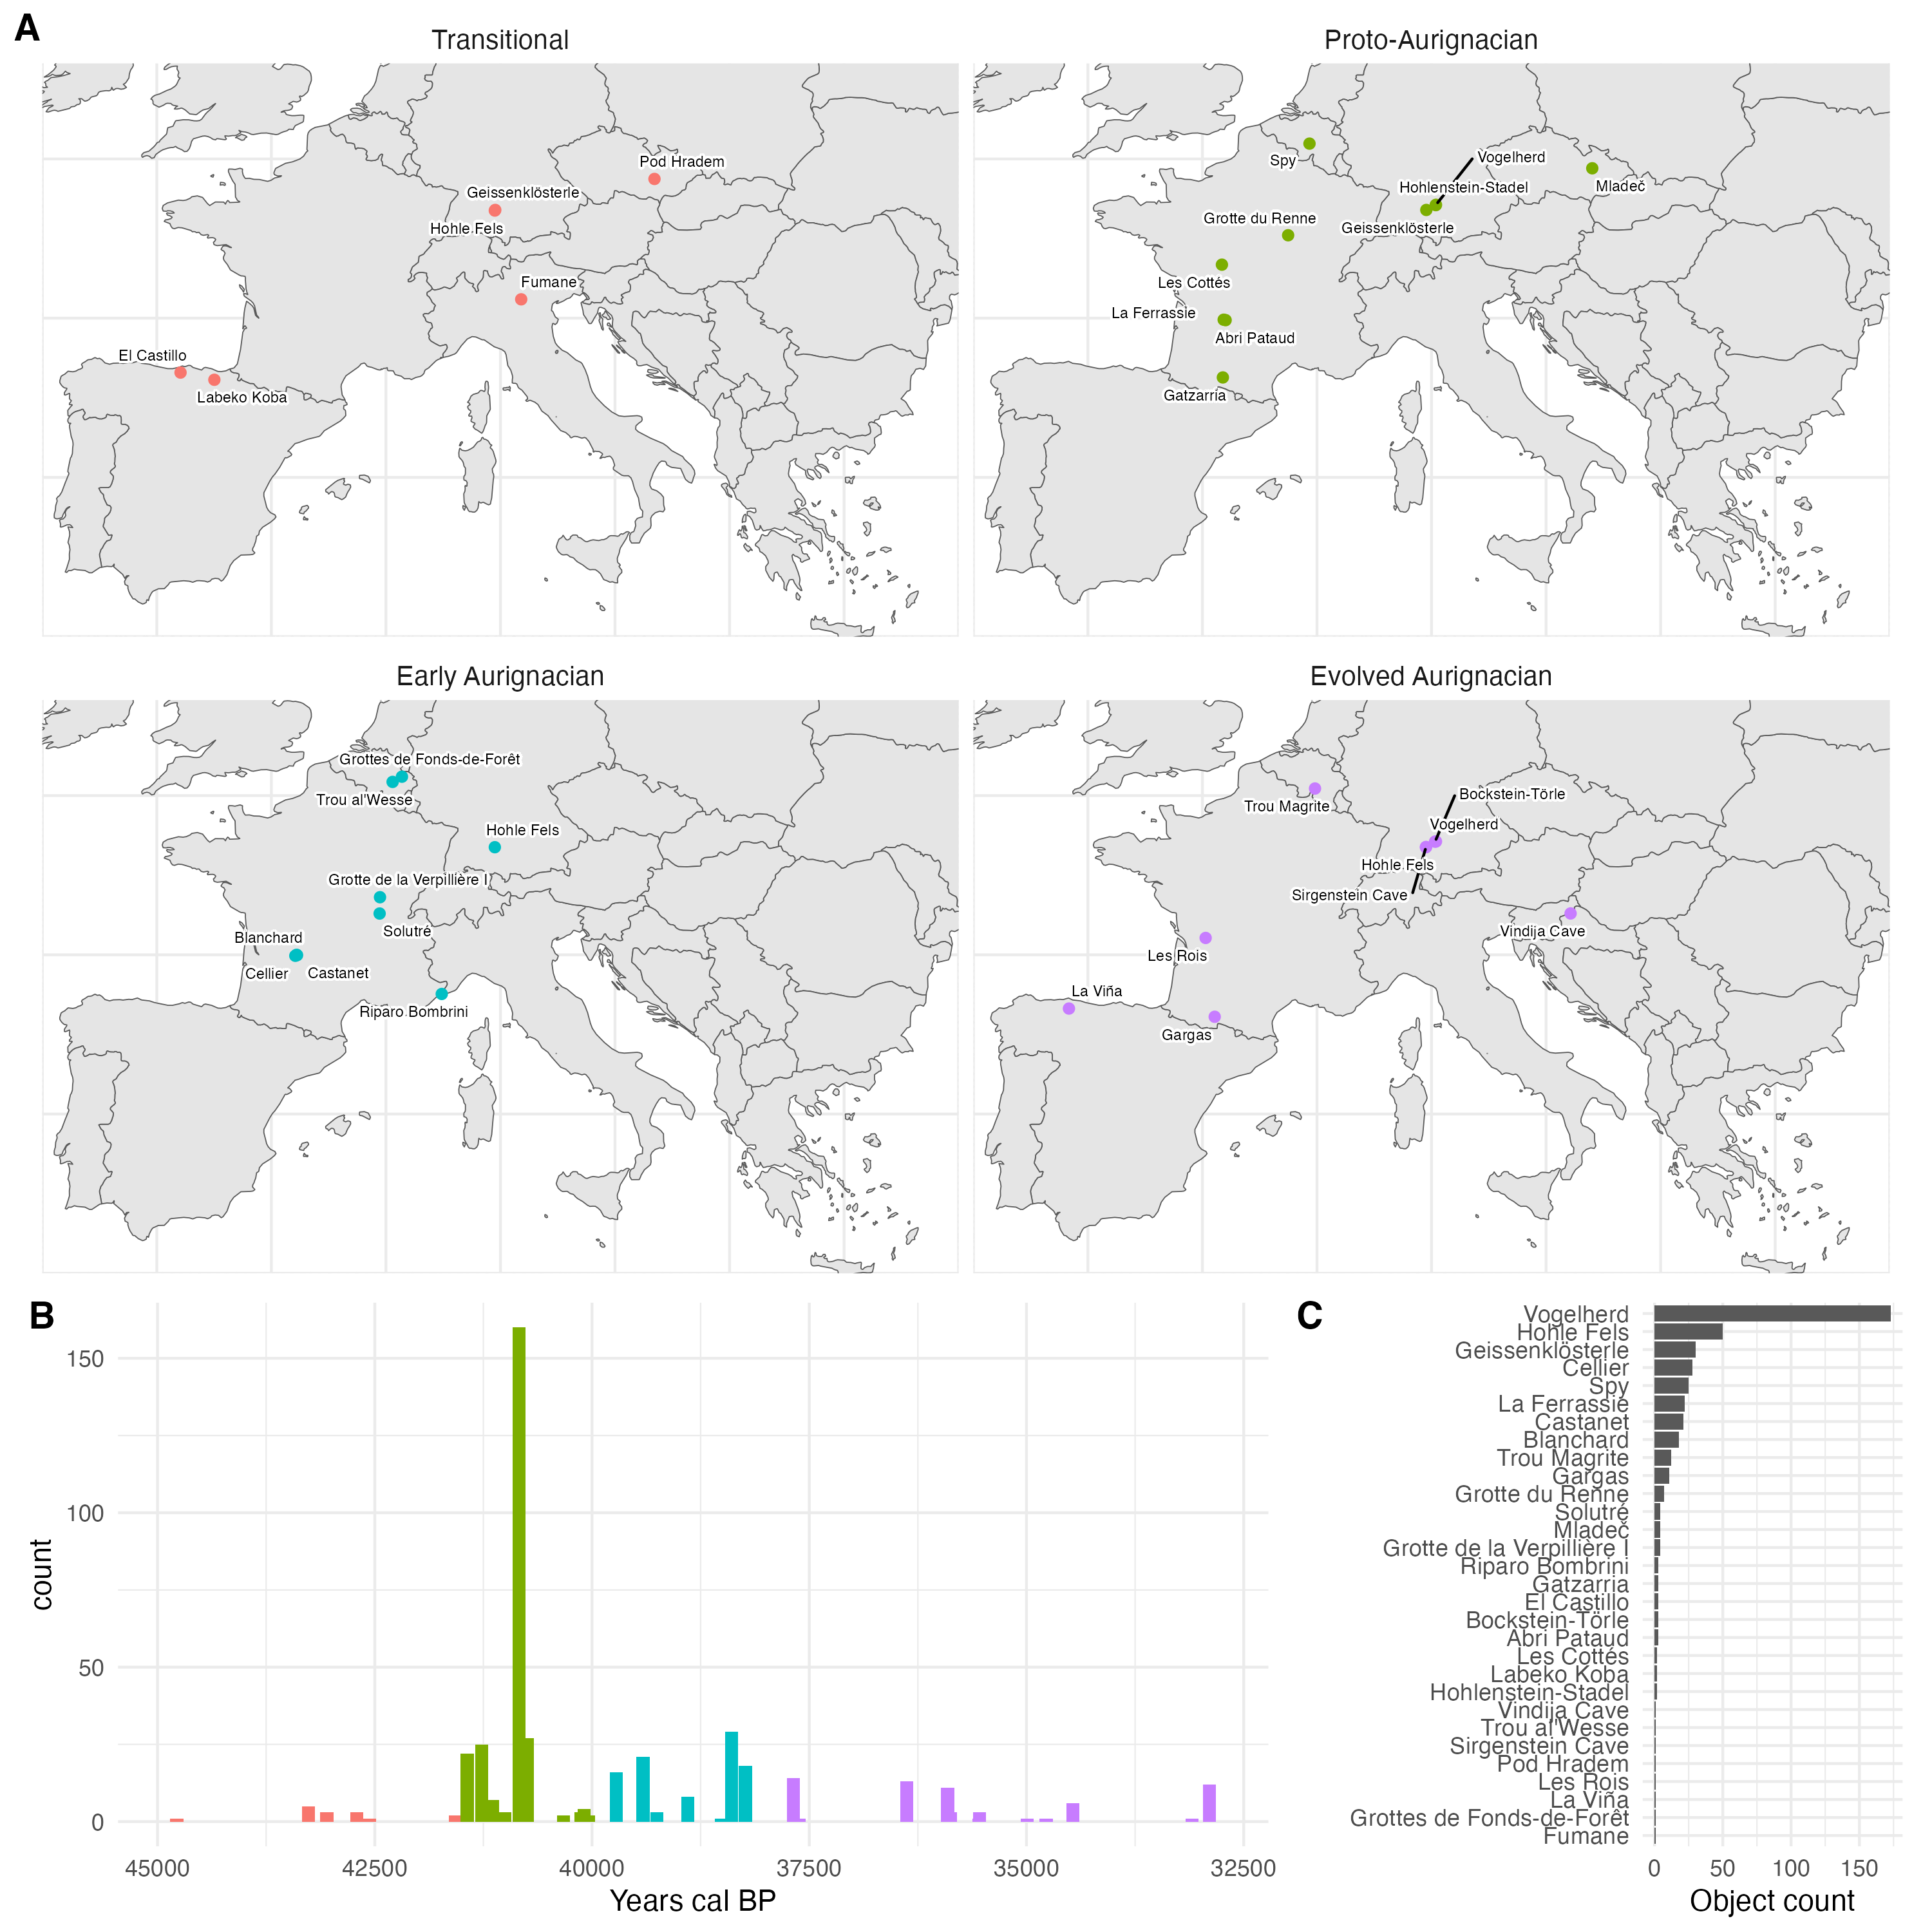 A
Transitional
Pod Hradem
Geissenklösterle
Hohle Fels
Fumane
El Castillo
Labeko Koba
Proto-Aurignacian
Spy
Vogelherd
Hohlenstein-Stadel
Mladeč
Grotte du Renne
Geissenklösterle
Les Cottés
La Ferrassie
Abri Pataud
Gatzarria
Early Aurignacian
Grottes de Fonds-de-Forêt
Trou al'Wesse
Hohle Fels
Grotte de la Verpillière I
Solutré
Blanchard
Cellier
Castanet
Riparo Bombrini
Evolved Aurignacian
Bockstein-Törle
Trou Magrite
Vogelherd
Hohle Fels
Sirgenstein Cave
Vindija Cave
Les Rois
La Viña
Gargas
B
count
150
100
50
0
45000
42500
40000
37500
35000
32500
Years cal BP
C
Vogelherd
Hohle Fels
Geissenklösterle
Cellier
Spy
La Ferrassie
Castanet
Blanchard
Trou Magrite
Gargas
Grotte du Renne
Solutré
Mladeč
Grotte de la Verpillière I
Riparo Bombrini
Gatzarria
El Castillo
Bockstein-Törle
Abri Pataud
Les Cottés
Labeko Koba
Hohlenstein-Stadel
Vindija Cave
Trou al'Wesse
Sirgenstein Cave
Pod Hradem
Les Rois
La Viña
Grottes de Fonds-de-Forêt
Fumane
0
50
100
150
Object count